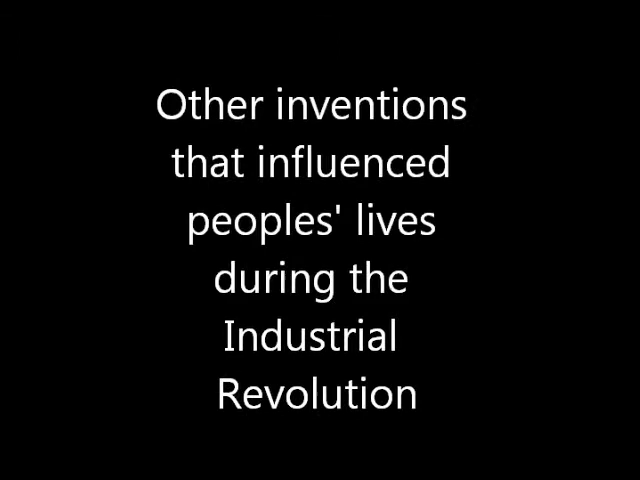 Other inventions
that influenced
peoples' lives
during the
Industrial
Revolution